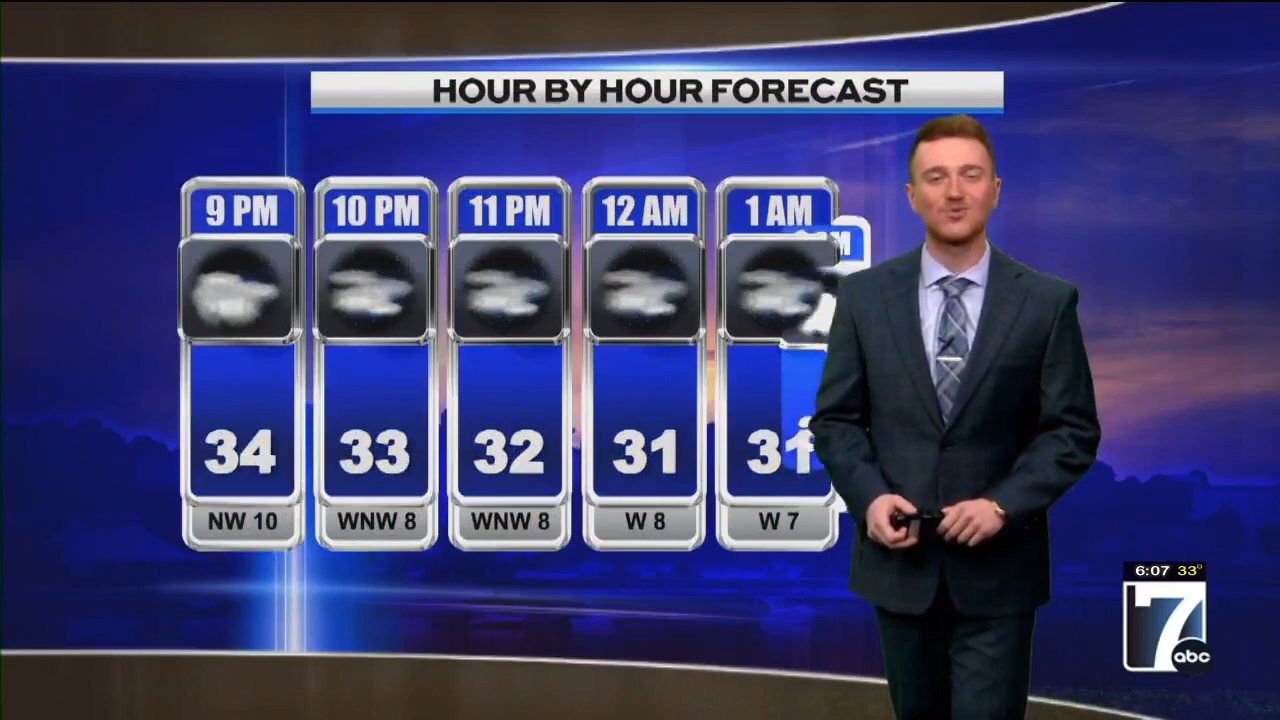 HOUR BY HOUR FORECAST
9 PM 10 PM 11 PM 12 AM 1 AM
34 33 32 31 31
NW 10 WNW 8 WNW 8 W 8 W 7
6:07 33°
7
abc